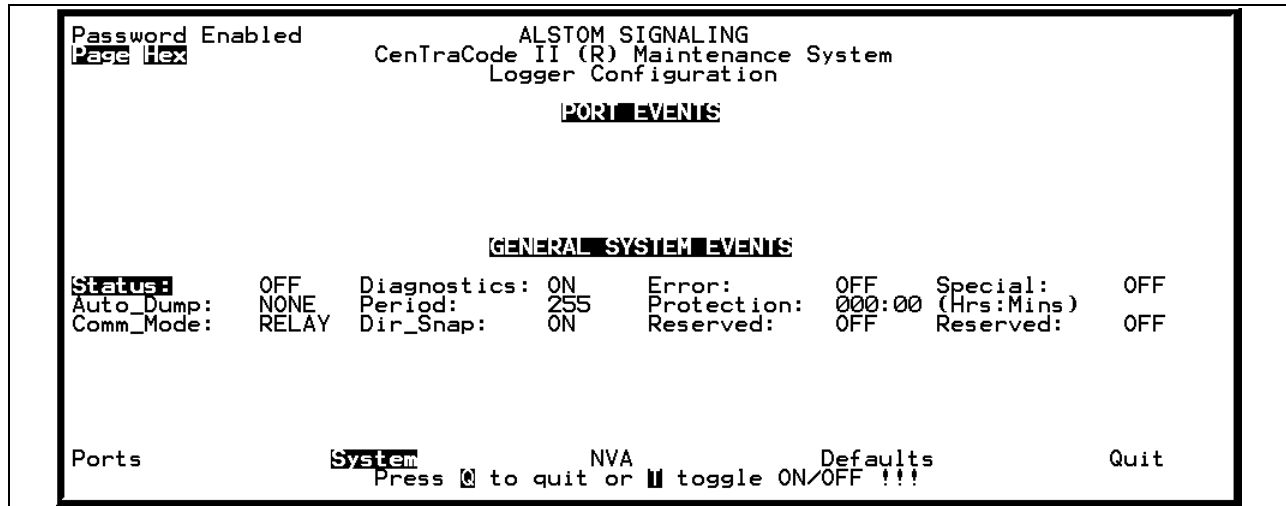 Password Enabled ALSTOM SIGNALING
Page Hex CenTraCode II (R) Maintenance System
Logger Configuration
PORT EVENTS
GENERAL SYSTEM EVENTS
Status: OFF Diagnostics: ON Error: OFF Special: OFF
Auto_Dump: NONE Period: 255 Protection: 000:00 (Hrs:Mins)
Comm_Mode: RELAY Dir_Snap: ON Reserved: OFF Reserved: OFF
Ports System NVA Defaults Quit
Press Q to quit or T toggle ON/OFF !!!